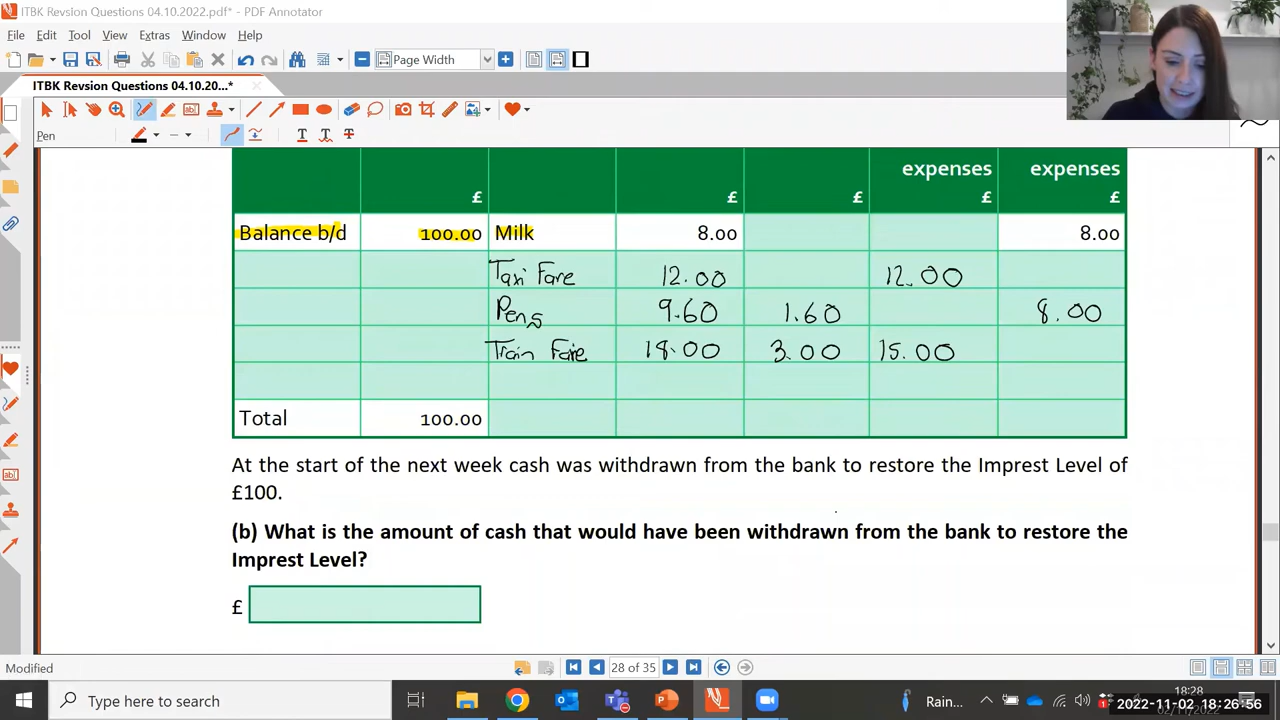 ITBK Revsion Questions 04.10.2022.pdf* - PDF Annotator
File Edit Tool View Extras Window Help
Page Width
ITBK Revsion Questions 04.10.20...*
Pen
expenses expenses
£ £ £ £ £
Balance b/d 100.00 Milk 8.00 8.00
Taxi Fare 12.00 12.00
Pens 9.60 1.60 8.00
Train Fare 18.00 3.00 15.00
Total 100.00
At the start of the next week cash was withdrawn from the bank to restore the Imprest Level of
£100.
(b) What is the amount of cash that would have been withdrawn from the bank to restore the
Imprest Level?
£
Modified 28 of 35
Type here to search Rain... 18:28
2022-11-02 18:26:56